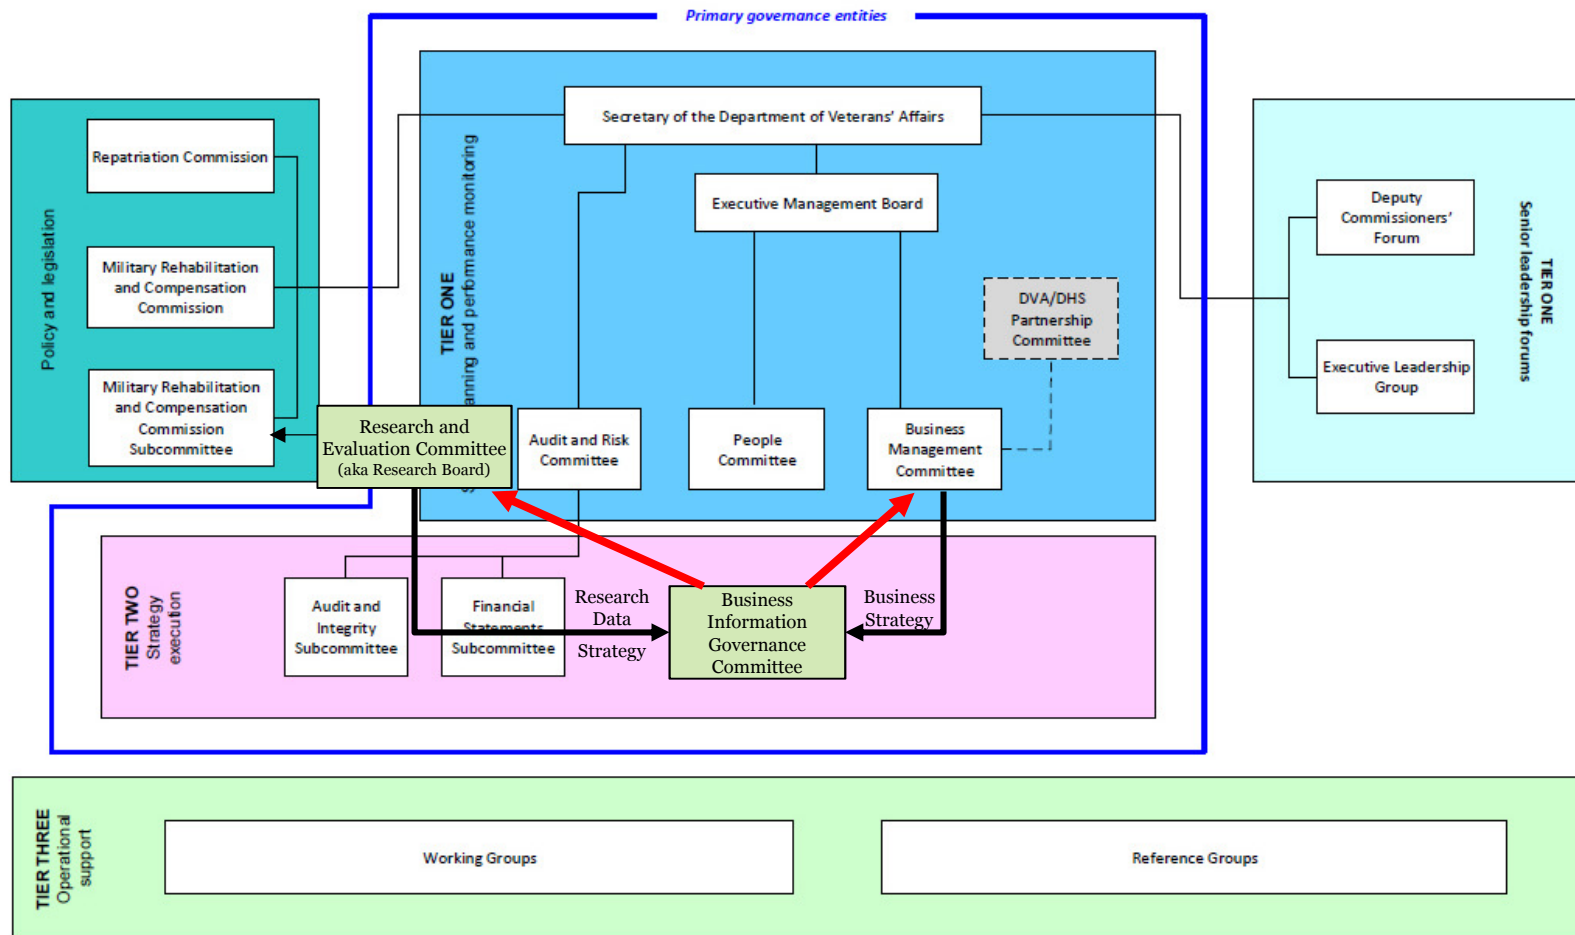 Primary governance entities
Policy and legislation
Repatriation Commission
Military Rehabilitation
and Compensation
Commission
Military Rehabilitation
and Compensation
Commission
Subcommittee
TIER ONE
anning and performance monitoring
Secretary of the Department of Veterans' Affairs
Executive Management Board
DVA/DHS
Partnership
Committee
Research and
Evaluation Committee
(aka Research Board)
Audit and Risk
Committee
People
Committee
Business
Management
Committee
TIER ONE
Senior leadership forums
Deputy
Commissioners'
Forum
Executive Leadership
Group
TIER TWO
Strategy
execution
Audit and
Integrity
Subcommittee
Financial
Statements
Subcommittee
Research
Data
Strategy
Business
Information
Governance
Committee
Business
Strategy
TIER THREE
Operational
support
Working Groups
Reference Groups